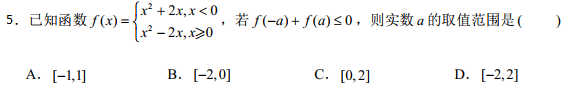 5．已知函数 f(x)={x²+2x,x<0
x²−2x,x⩾0，若 f(−a)+f(a)≤0，则实数 a 的取值范围是(　　)
A．[−1,1]　　B．[−2,0]　　C．[0,2]　　D．[−2,2]